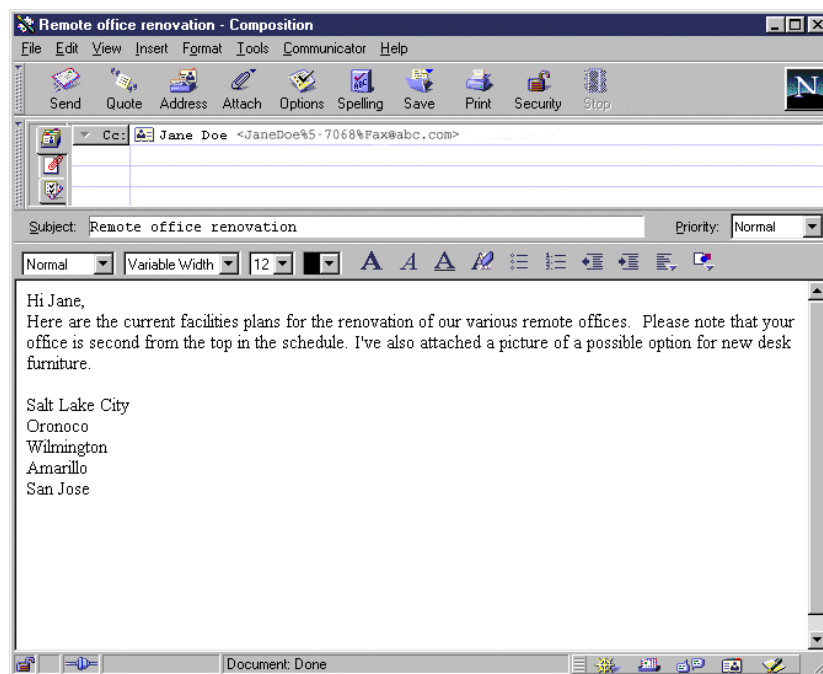 Remote office renovation - Composition
File Edit View Insert Format Tools Communicator Help
Send Quote Address Attach Options Spelling Save Print Security Stop
N
Cc: Jane Doe <JaneDoe%5-7068%Fax@abc.com>
Subject: Remote office renovation Priority: Normal
Normal Variable Width 12 A A A
Hi Jane,
Here are the current facilities plans for the renovation of our various remote offices. Please note that your
office is second from the top in the schedule. I've also attached a picture of a possible option for new desk
furniture.
Salt Lake City
Oronoco
Wilmington
Amarillo
San Jose
Document: Done